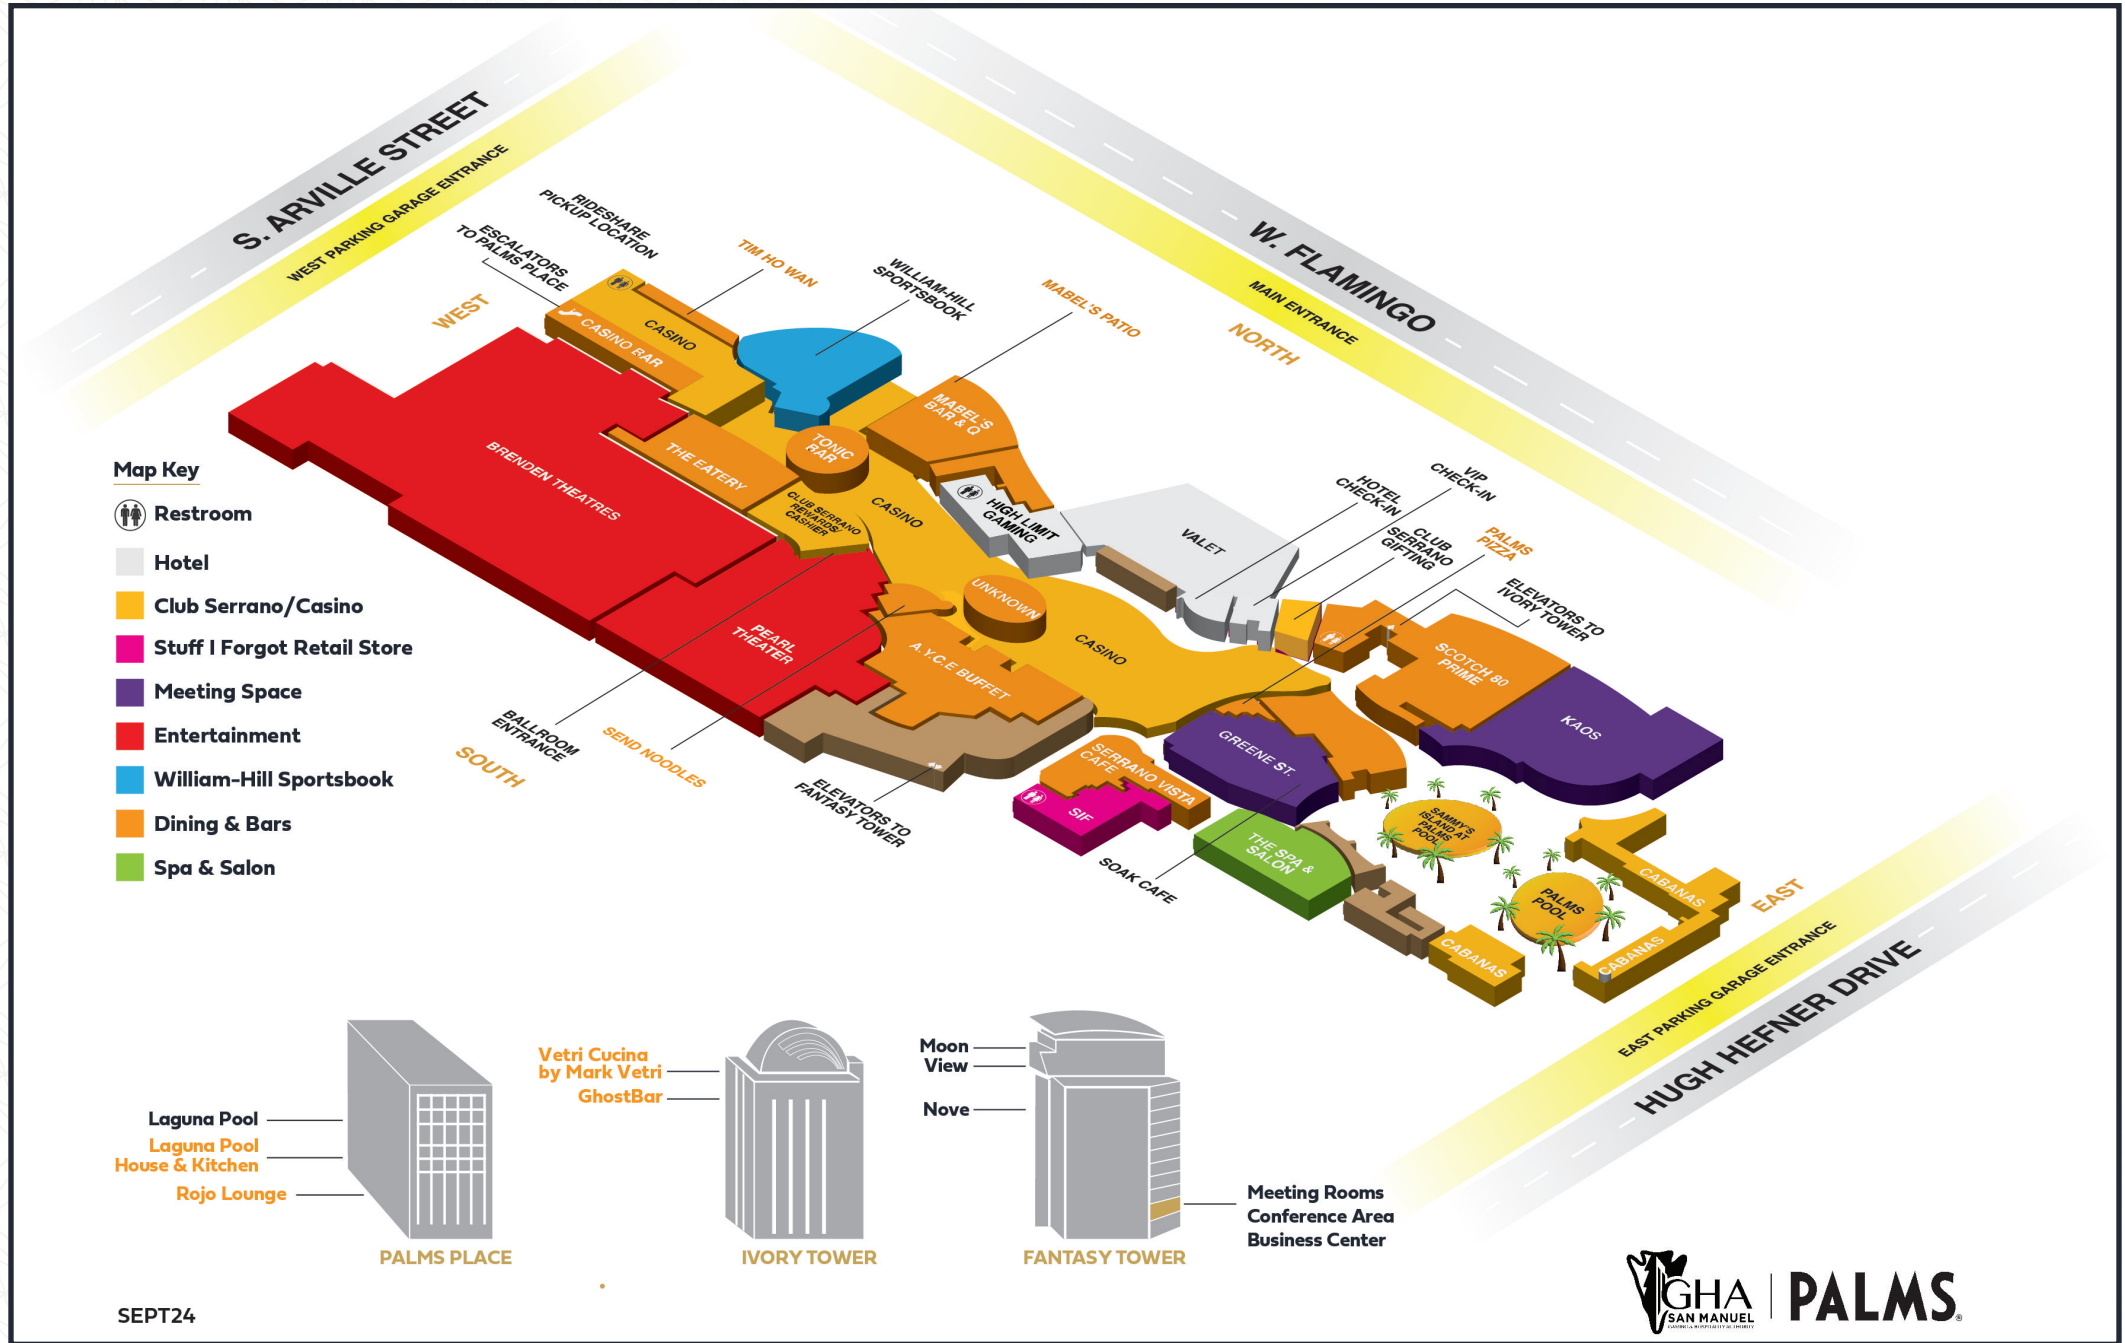 S. ARVILLE STREET
WEST PARKING GARAGE ENTRANCE
W. FLAMINGO
MAIN ENTRANCE
NORTH
WEST
RIDESHARE
PICKUP LOCATION
ESCALATORS
TO PALMS PLACE
TIM HO WAN
WILLIAM-HILL
SPORTSBOOK
MABEL'S PATIO
CASINO
CASINO BAR
MABEL'S
BAR & Q
TONIC
BAR
THE EATERY
BRENDEN THEATRES
CLUB SERRANO
REWARDS/
CASHIER
CASINO
HIGH LIMIT
GAMING
VALET
HOTEL
CHECK-IN
VIP
CHECK-IN
CLUB
SERRANO
GIFTING
PALMS
PIZZA
ELEVATORS TO
IVORY TOWER
UNKNOWN
CASINO
PEARL
THEATER
A.Y.C.E BUFFET
SCOTCH 80
PRIME
KAOS
BALLROOM
ENTRANCE
SEND NOODLES
SOUTH
ELEVATORS TO
FANTASY TOWER
SERRANO VISTA
CAFE
SIF
GREENE ST.
SOAK CAFE
THE SPA &
SALON
SAMMY'S
ISLAND AT
PALMS
POOL
PALMS
POOL
CABANAS
CABANAS
CABANAS
EAST
EAST PARKING GARAGE ENTRANCE
HUGH HEFNER DRIVE
Map Key
Restroom
Hotel
Club Serrano/Casino
Stuff I Forgot Retail Store
Meeting Space
Entertainment
William-Hill Sportsbook
Dining & Bars
Spa & Salon
Laguna Pool
Laguna Pool
House & Kitchen
Rojo Lounge
PALMS PLACE
Vetri Cucina
by Mark Vetri
GhostBar
IVORY TOWER
Moon
View
Nove
Meeting Rooms
Conference Area
Business Center
FANTASY TOWER
SEPT24
GHA
SAN MANUEL
GAMING & HOSPITALITY AUTHORITY
PALMS®